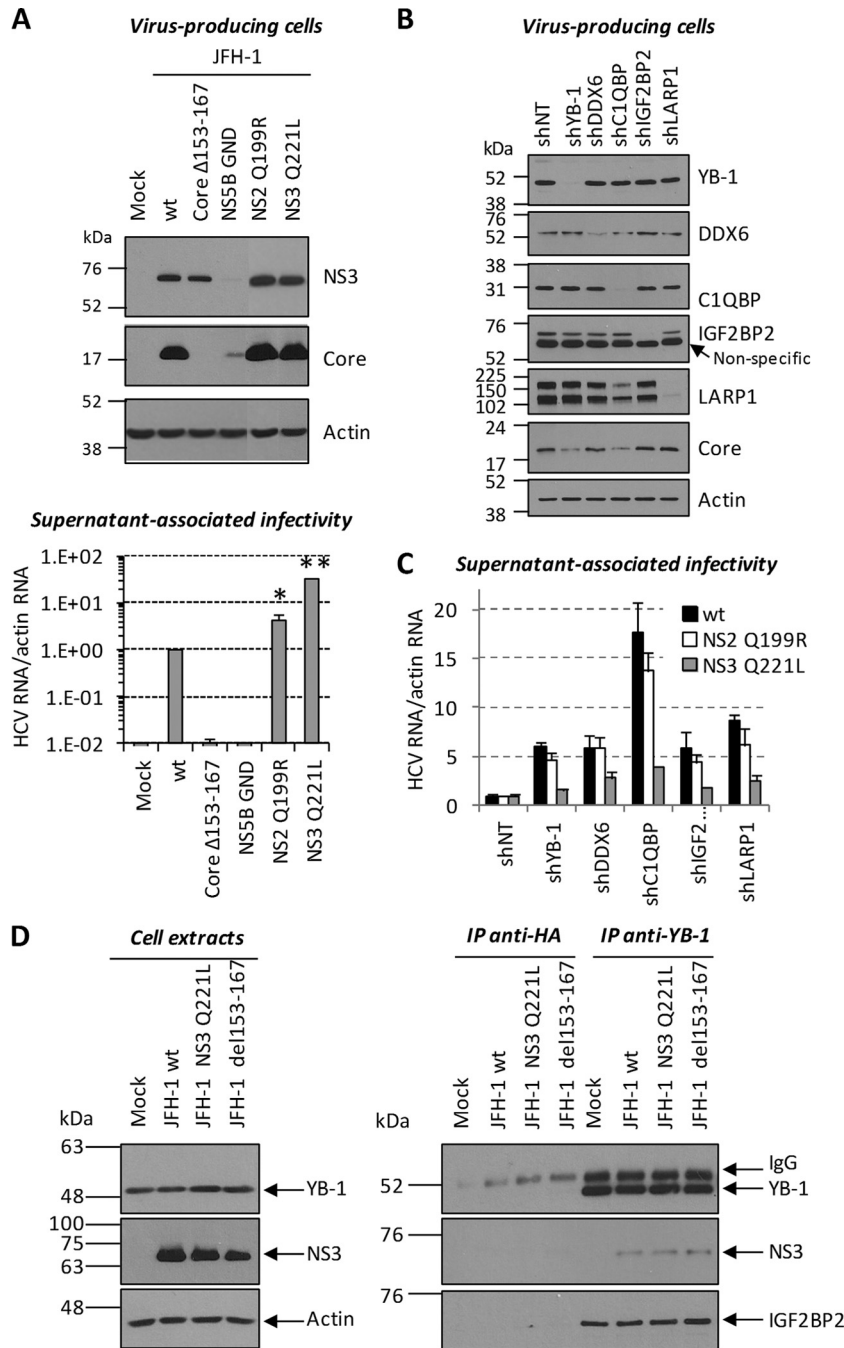 A
Virus-producing cells
JFH-1
Mock
wt
Core Δ153-167
NS5B GND
NS2 Q199R
NS3 Q221L
kDa
76
52
NS3
17
Core
52
38
Actin
Supernatant-associated infectivity
HCV RNA/actin RNA
1.E+02
1.E+01
1.E+00
1.E-01
1.E-02
*
**
Mock
wt
Core Δ153-167
NS5B GND
NS2 Q199R
NS3 Q221L
B
Virus-producing cells
shNT
shYB-1
shDDX6
shC1QBP
shIGF2BP2
shLARP1
kDa
52
38
YB-1
76
52
DDX6
38
31
C1QBP
76
52
IGF2BP2
Non-specific
225
150
102
LARP1
24
17
Core
52
38
Actin
C
Supernatant-associated infectivity
HCV RNA/actin RNA
20
15
10
5
0
wt
NS2 Q199R
NS3 Q221L
shNT
shYB-1
shDDX6
shC1QBP
shIGF2...
shLARP1
D
Cell extracts
Mock
JFH-1 wt
JFH-1 NS3 Q221L
JFH-1 del153-167
kDa
63
48
YB-1
100
75
63
NS3
48
Actin
IP anti-HA
IP anti-YB-1
Mock
JFH-1 wt
JFH-1 NS3 Q221L
JFH-1 del153-167
Mock
JFH-1 wt
JFH-1 NS3 Q221L
JFH-1 del153-167
kDa
52
IgG
YB-1
76
NS3
76
IGF2BP2